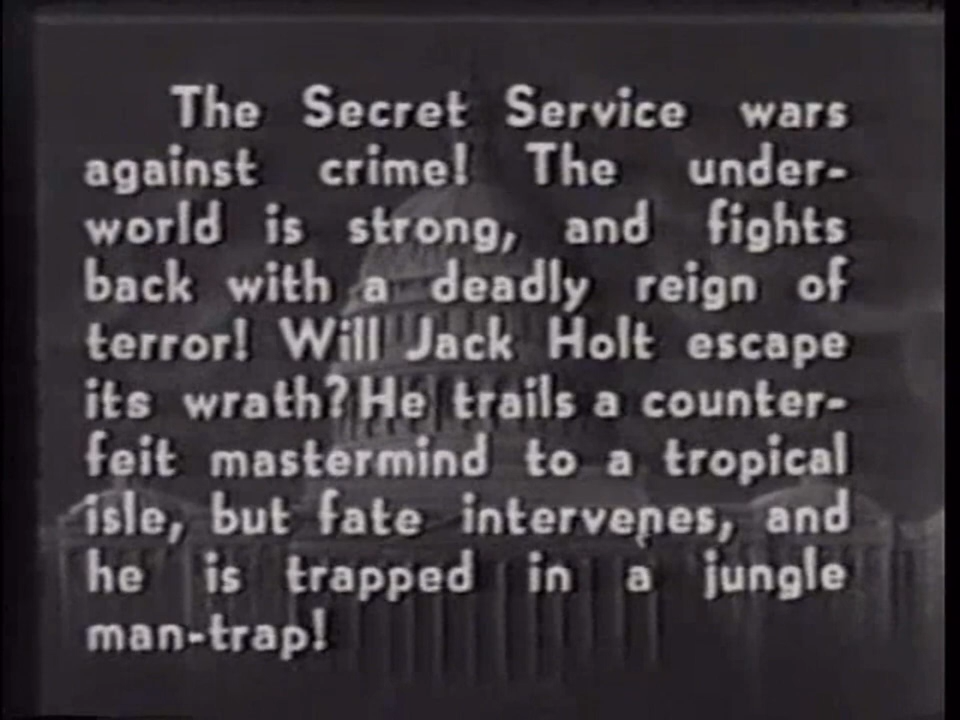 The Secret Service wars
against crime! The under-
world is strong, and fights
back with a deadly reign of
terror! Will Jack Holt escape
its wrath? He trails a counter-
feit mastermind to a tropical
isle, but fate intervenes, and
he is trapped in a jungle
man-trap!